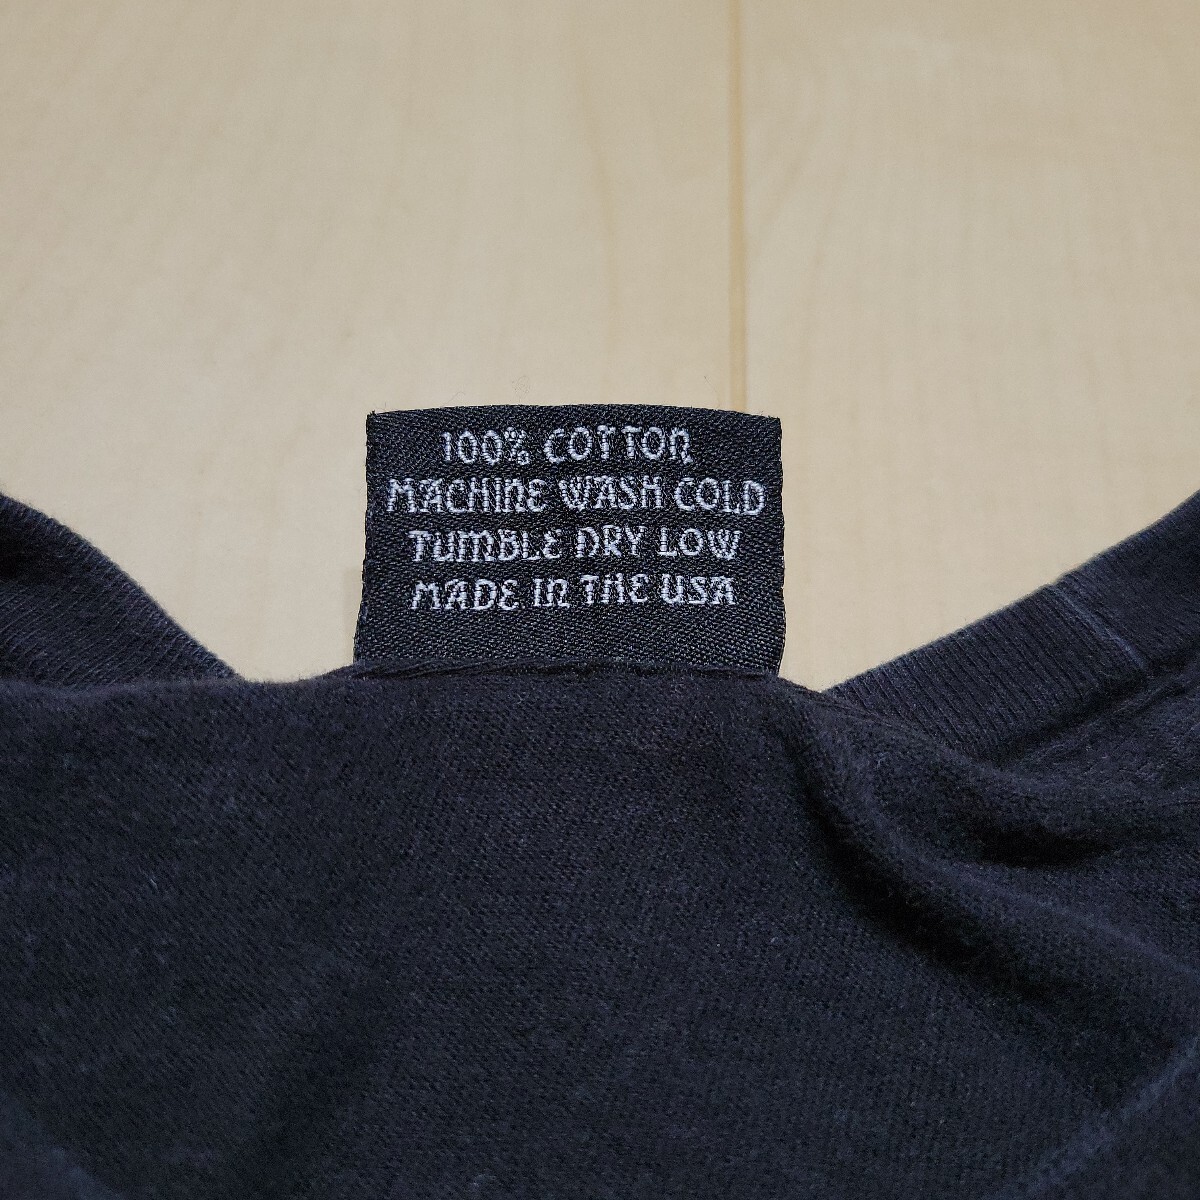 100% COTTON
MACHINE WASH COLD
TUMBLE DRY LOW
MADE IN THE USA